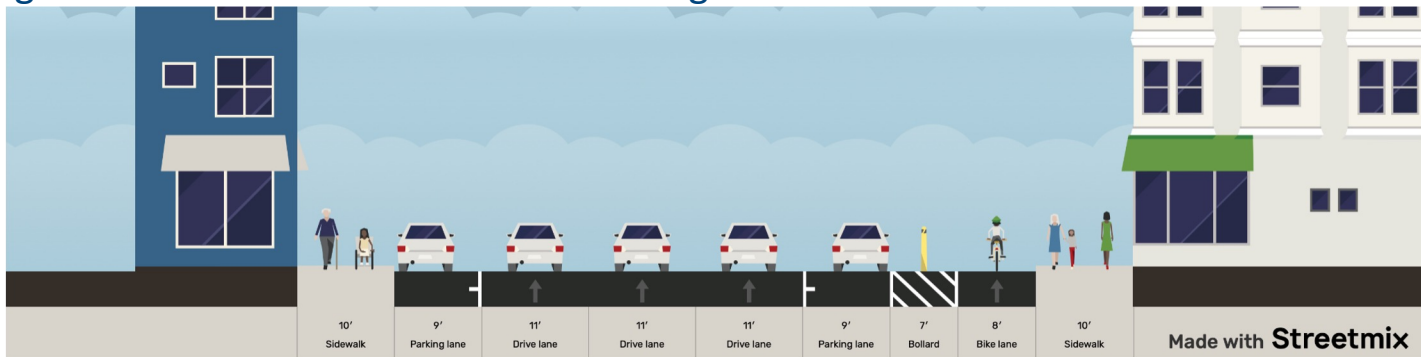 10′ 9′ 11′ 11′ 11′ 9′ 7′ 8′ 10′
Sidewalk Parking lane Drive lane Drive lane Drive lane Parking lane Bollard Bike lane Sidewalk
Made with Streetmix